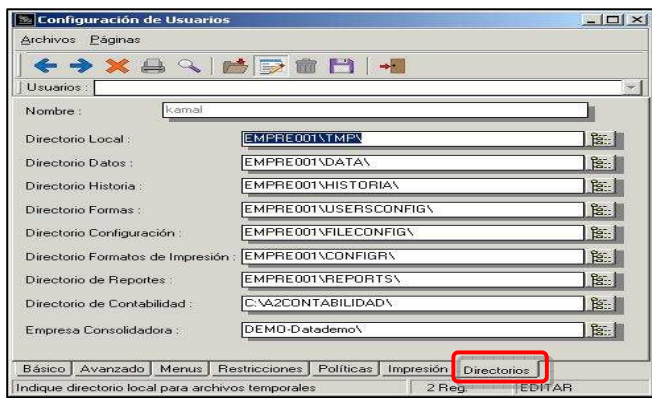 Configuración de Usuarios
Archivos Páginas
Usuarios :
Nombre : kamal
Directorio Local : EMPRE001\TMP\
Directorio Datos : EMPRE001\DATA\
Directorio Historia : EMPRE001\HISTORIA\
Directorio Formas : EMPRE001\USERSCONFIG\
Directorio Configuración : EMPRE001\FILECONFIG\
Directorio Formatos de Impresión : EMPRE001\CONFIGR\
Directorio de Reportes : EMPRE001\REPORTS\
Directorio de Contabilidad : C:\A2CONTABILIDAD\
Empresa Consolidadora : DEMO-Datademo\
Básico Avanzado Menus Restricciones Políticas Impresión Directorios
Indique directorio local para archivos temporales 2 Reg. EDITAR